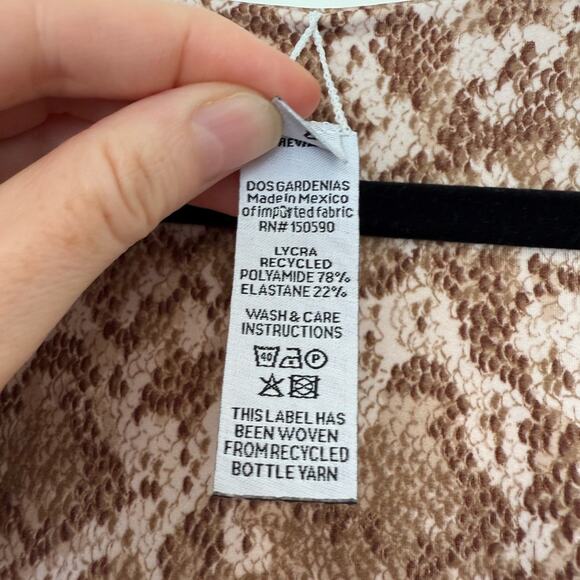 DOS GARDENIAS
Made in Mexico
of imported fabric
RN# 150590
LYCRA
RECYCLED
POLYAMIDE 78%
ELASTANE 22%
WASH & CARE
INSTRUCTIONS
40 P
THIS LABEL HAS
BEEN WOVEN
FROM RECYCLED
BOTTLE YARN